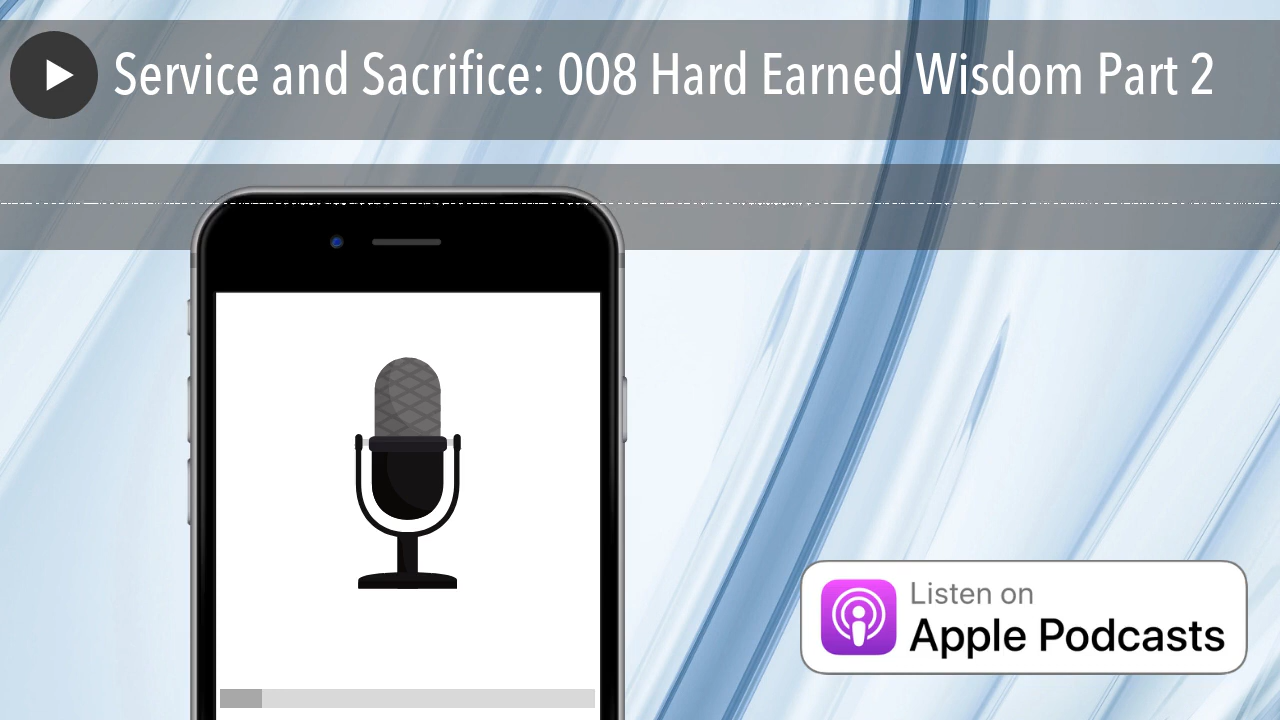 Service and Sacrifice: 008 Hard Earned Wisdom Part 2
Listen on
Apple Podcasts